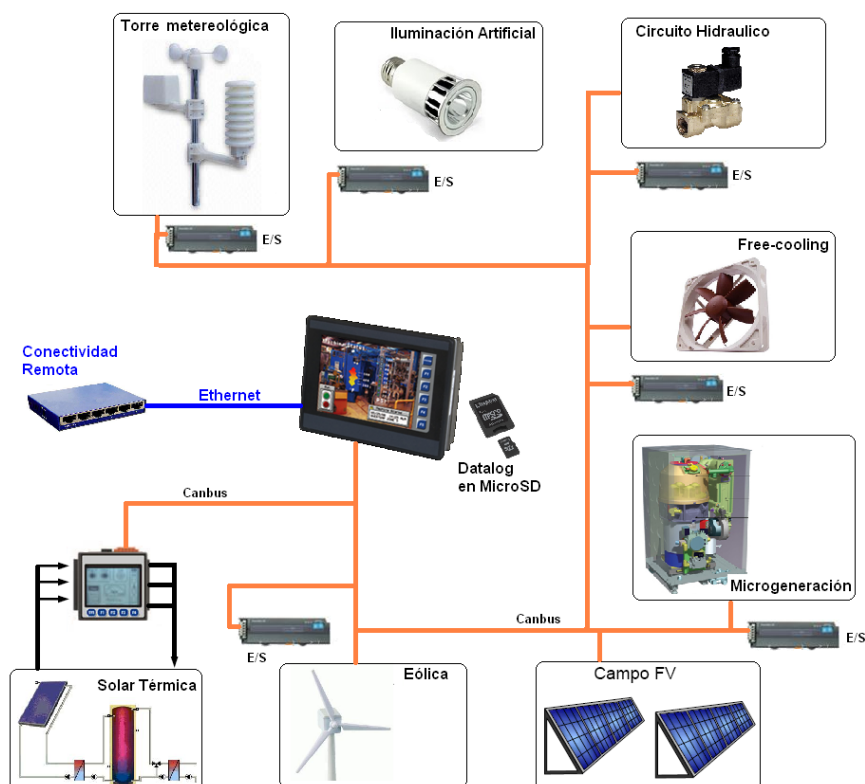 Torre metereológica
Iluminación Artificial
Circuito Hidraulico
E/S
E/S
E/S
Free-cooling
Conectividad
Remota
Ethernet
E/S
Datalog
en MicroSD
Canbus
Microgeneración
Canbus
E/S
E/S
Solar Térmica
Eólica
Campo FV